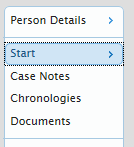 Person Details
Start
Case Notes
Chronologies
Documents